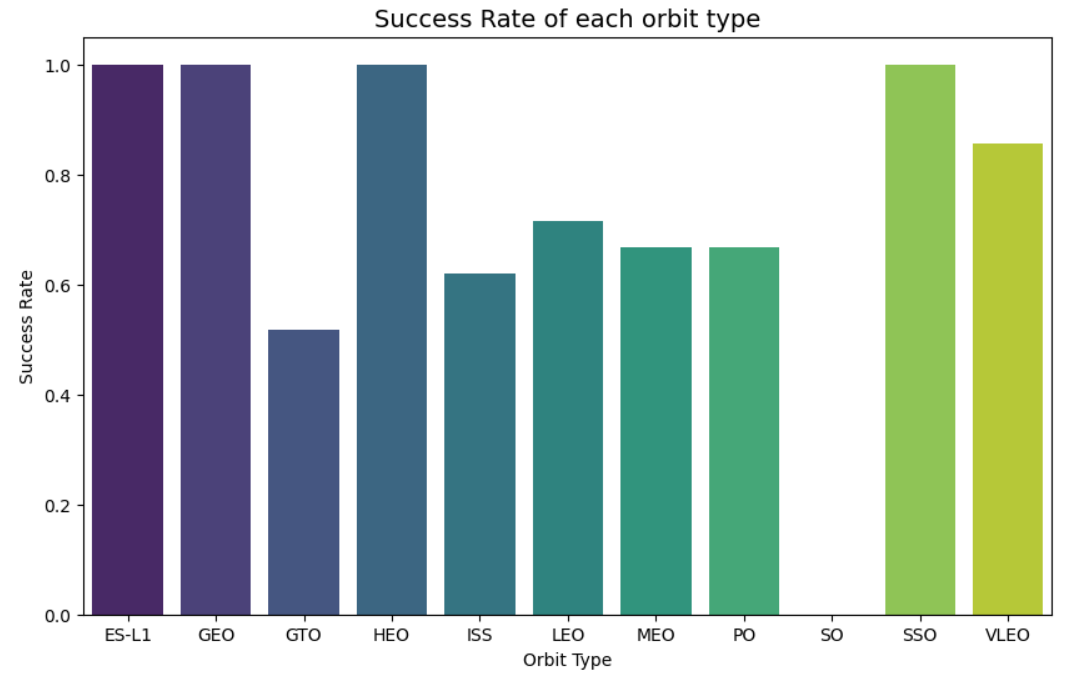 Success Rate of each orbit type
1.0
0.8
0.6
0.4
0.2
0.0
Success Rate
ES-L1 GEO GTO HEO ISS LEO MEO PO SO SSO VLEO
Orbit Type